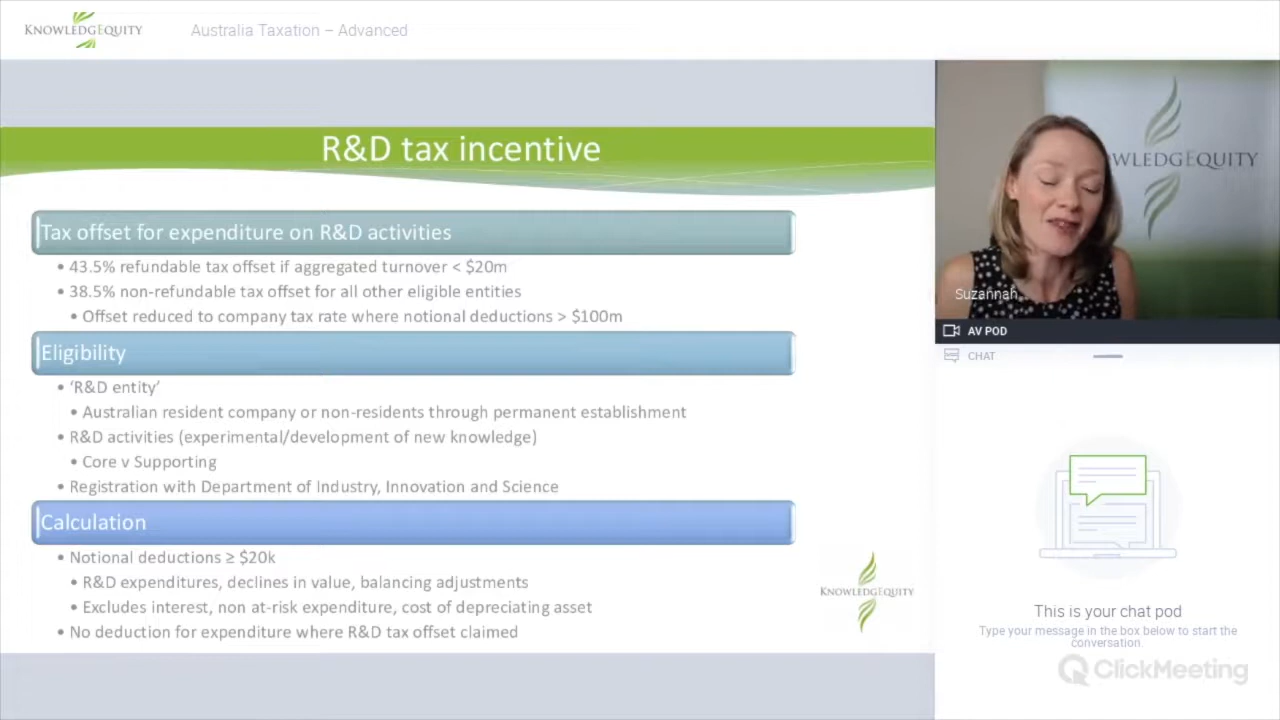 KNOWLEDGEQUITY
Australia Taxation – Advanced
R&D tax incentive
Tax offset for expenditure on R&D activities
• 43.5% refundable tax offset if aggregated turnover < $20m
• 38.5% non-refundable tax offset for all other eligible entities
• Offset reduced to company tax rate where notional deductions > $100m
Eligibility
• ‘R&D entity’
• Australian resident company or non-residents through permanent establishment
• R&D activities (experimental/development of new knowledge)
• Core v Supporting
• Registration with Department of Industry, Innovation and Science
Calculation
• Notional deductions ≥ $20k
• R&D expenditures, declines in value, balancing adjustments
• Excludes interest, non at-risk expenditure, cost of depreciating asset
• No deduction for expenditure where R&D tax offset claimed
KNOWLEDGEQUITY
OWLEDGEQUITY
Suzannah
AV POD
CHAT
This is your chat pod
Type your message in the box below to start the
conversation.
ClickMeeting